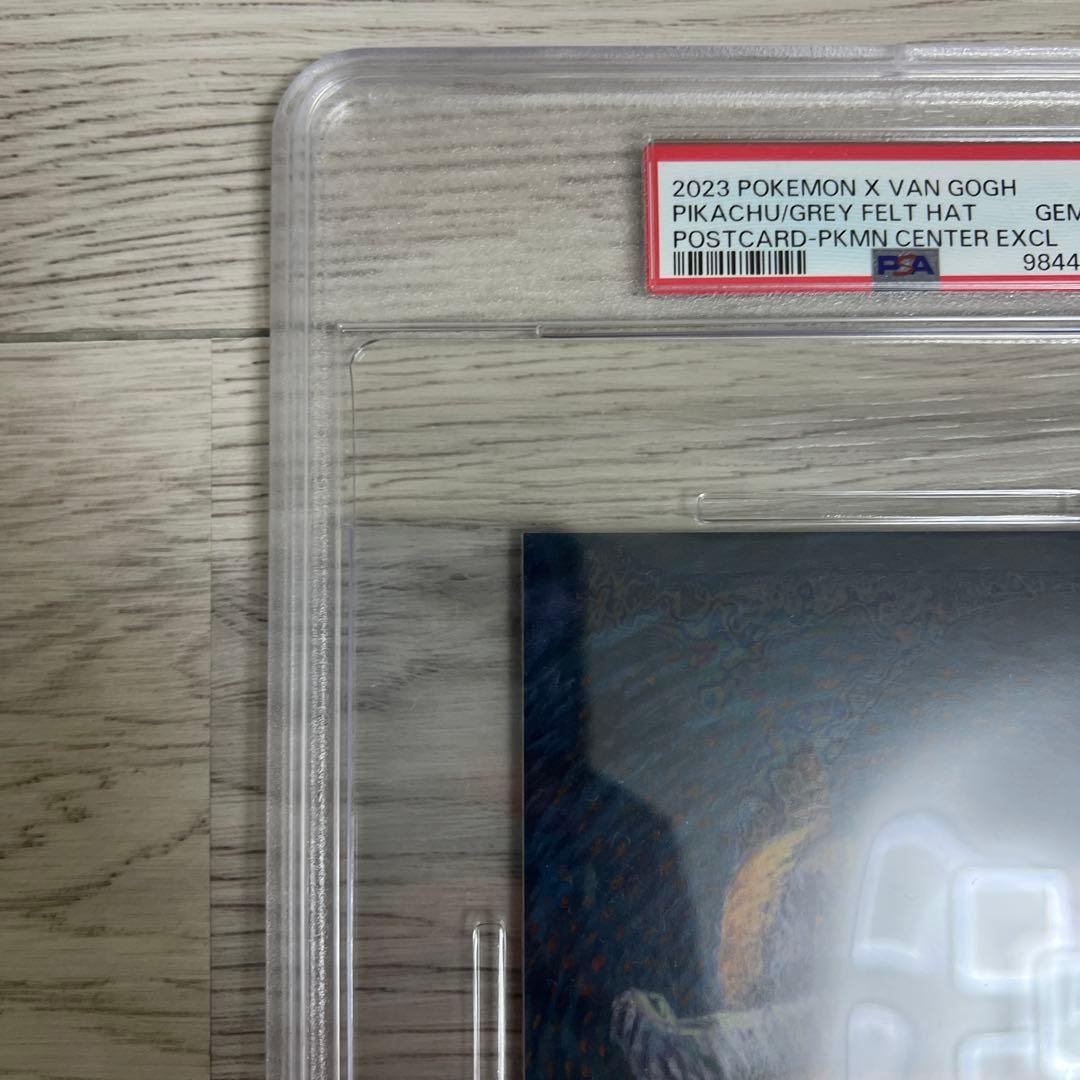 2023 POKEMON X VAN GOGH
PIKACHU/GREY FELT HAT GEM
POSTCARD-PKMN CENTER EXCL
PSA 9844